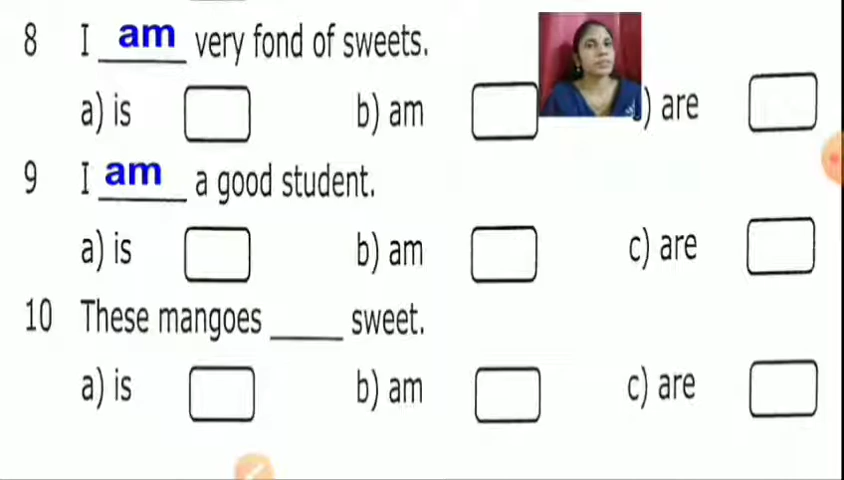 8 I am very fond of sweets.
a) is b) am ) are
9 I am a good student.
a) is b) am c) are
10 These mangoes ____ sweet.
a) is b) am c) are